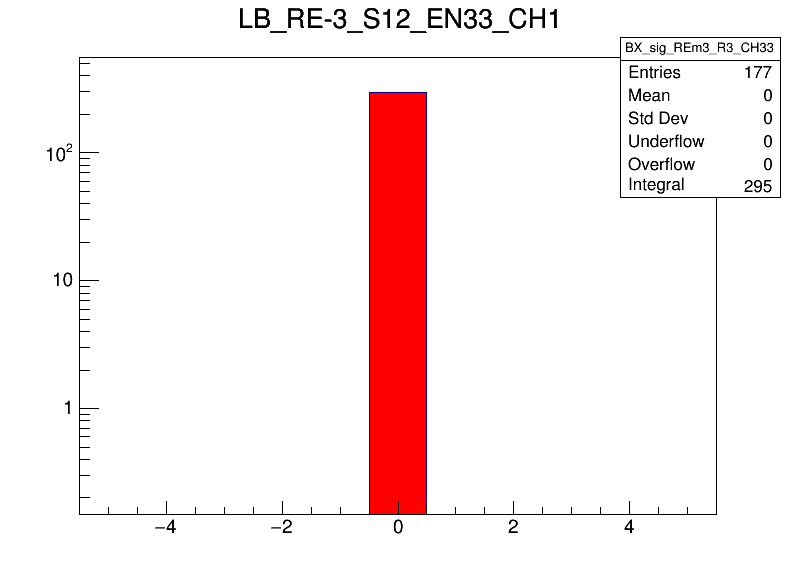 LB_RE-3_S12_EN33_CH1
BX_sig_REm3_R3_CH33
Entries 177
Mean 0
Std Dev 0
Underflow 0
Overflow 0
Integral 295
10²
10
1
−4 −2 0 2 4